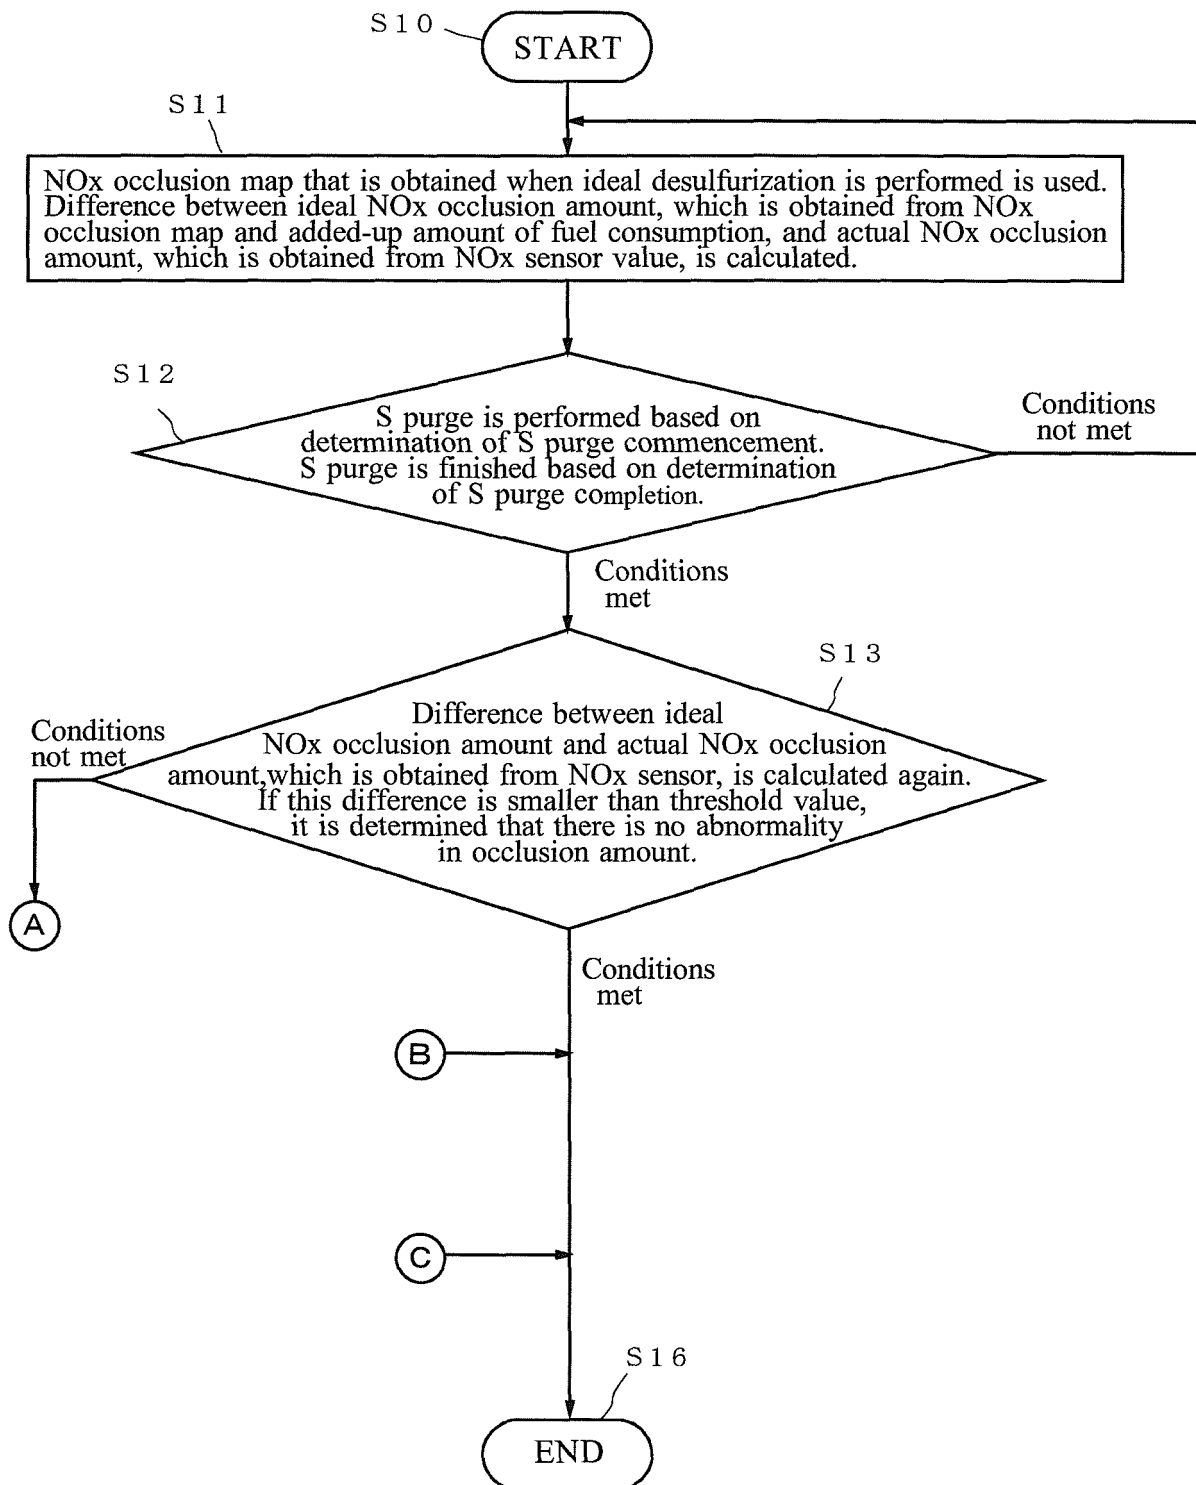 S10
START
S11
NOx occlusion map that is obtained when ideal desulfurization is performed is used.
Difference between ideal NOx occlusion amount, which is obtained from NOx
occlusion map and added-up amount of fuel consumption, and actual NOx occlusion
amount, which is obtained from NOx sensor value, is calculated.
S12
S purge is performed based on
determination of S purge commencement.
S purge is finished based on determination
of S purge completion.
Conditions
not met
Conditions
met
S13
Difference between ideal
NOx occlusion amount and actual NOx occlusion
amount,which is obtained from NOx sensor, is calculated again.
If this difference is smaller than threshold value,
it is determined that there is no abnormality
in occlusion amount.
Conditions
not met
A
Conditions
met
B
C
S16
END